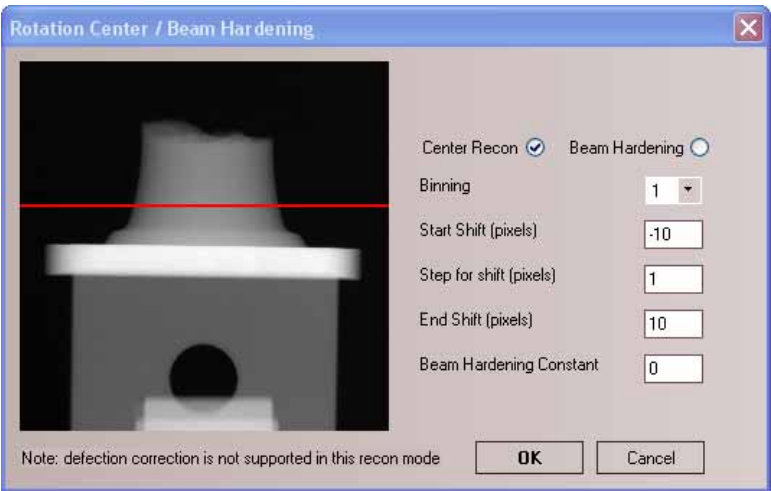 Rotation Center / Beam Hardening
Center Recon Beam Hardening
Binning 1
Start Shift (pixels) -10
Step for shift (pixels) 1
End Shift (pixels) 10
Beam Hardening Constant 0
Note: defection correction is not supported in this recon mode OK Cancel